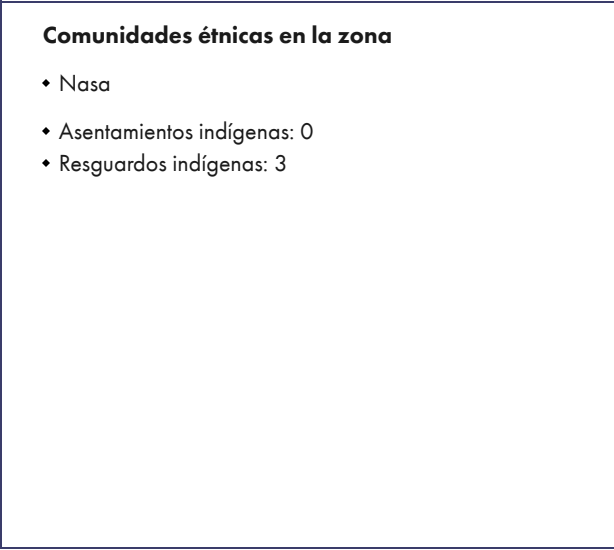 Comunidades étnicas en la zona
◆ Nasa
◆ Asentamientos indígenas: 0
◆ Resguardos indígenas: 3